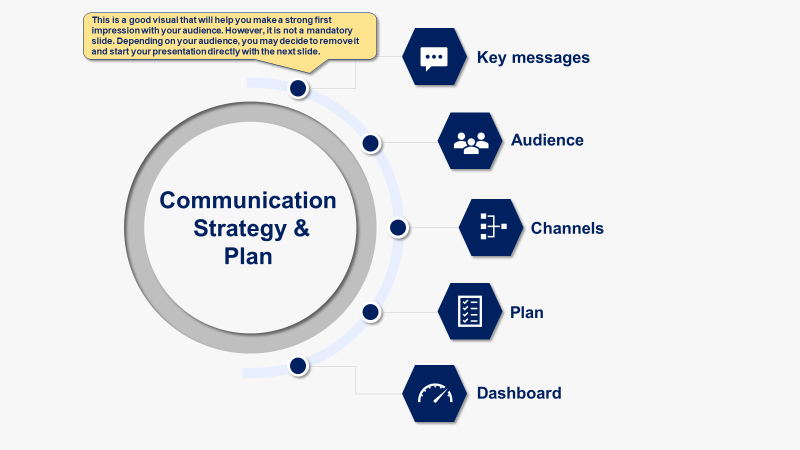 This is a good visual that will help you make a strong first
impression with your audience. However, it is not a mandatory
slide. Depending on your audience, you may decide to remove it
and start your presentation directly with the next slide.
Key messages
Audience
Communication
Strategy &
Plan
Channels
Plan
Dashboard